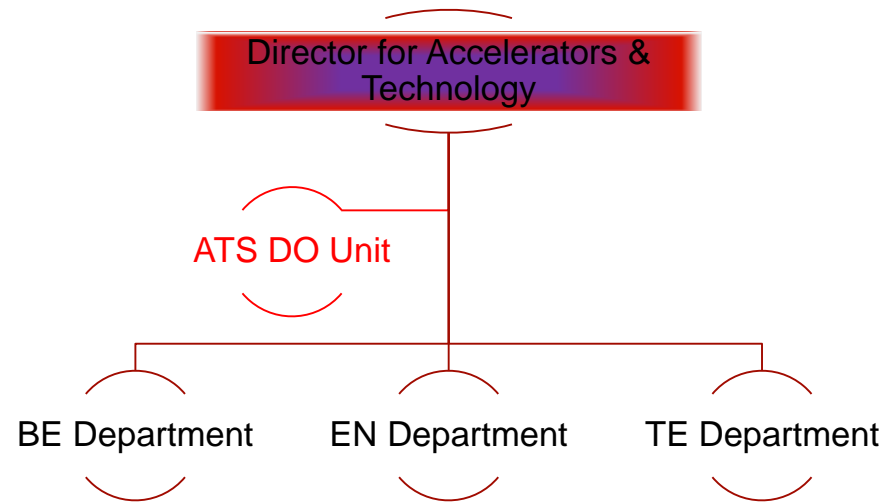 Director for Accelerators &
Technology
ATS DO Unit
BE Department
EN Department
TE Department